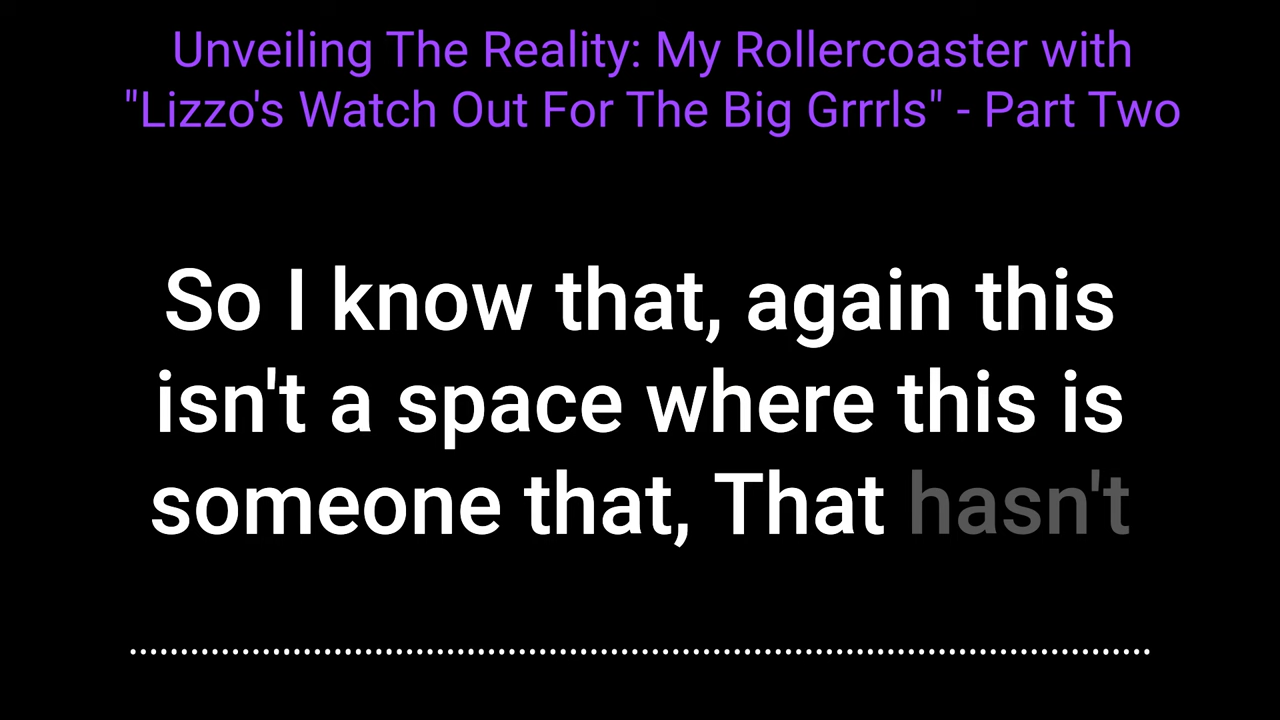 Unveiling The Reality: My Rollercoaster with
"Lizzo's Watch Out For The Big Grrrls" - Part Two
So I know that, again this
isn't a space where this is
someone that, That hasn't